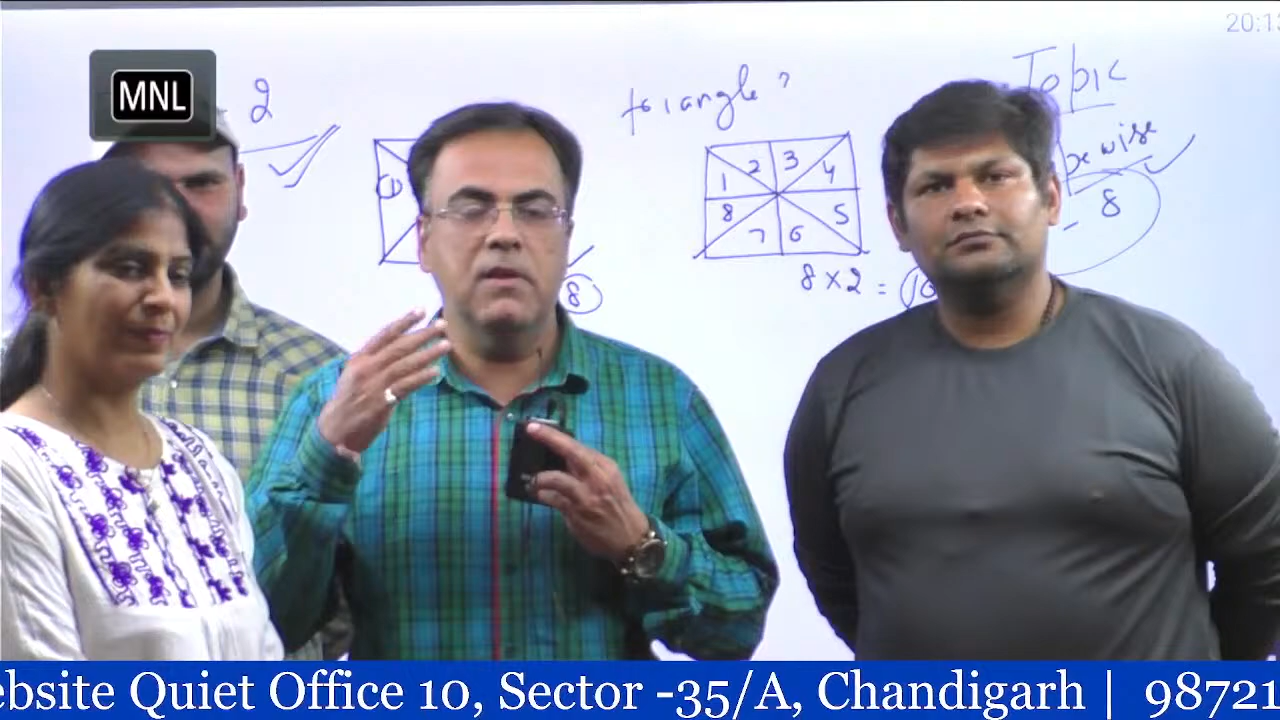 20:13
MNL
2
Topic
triangle ?
wise
1 2 3 4
8 7 6 5
8
8
8 × 2 =
ebsite Quiet Office 10, Sector -35/A, Chandigarh | 98721